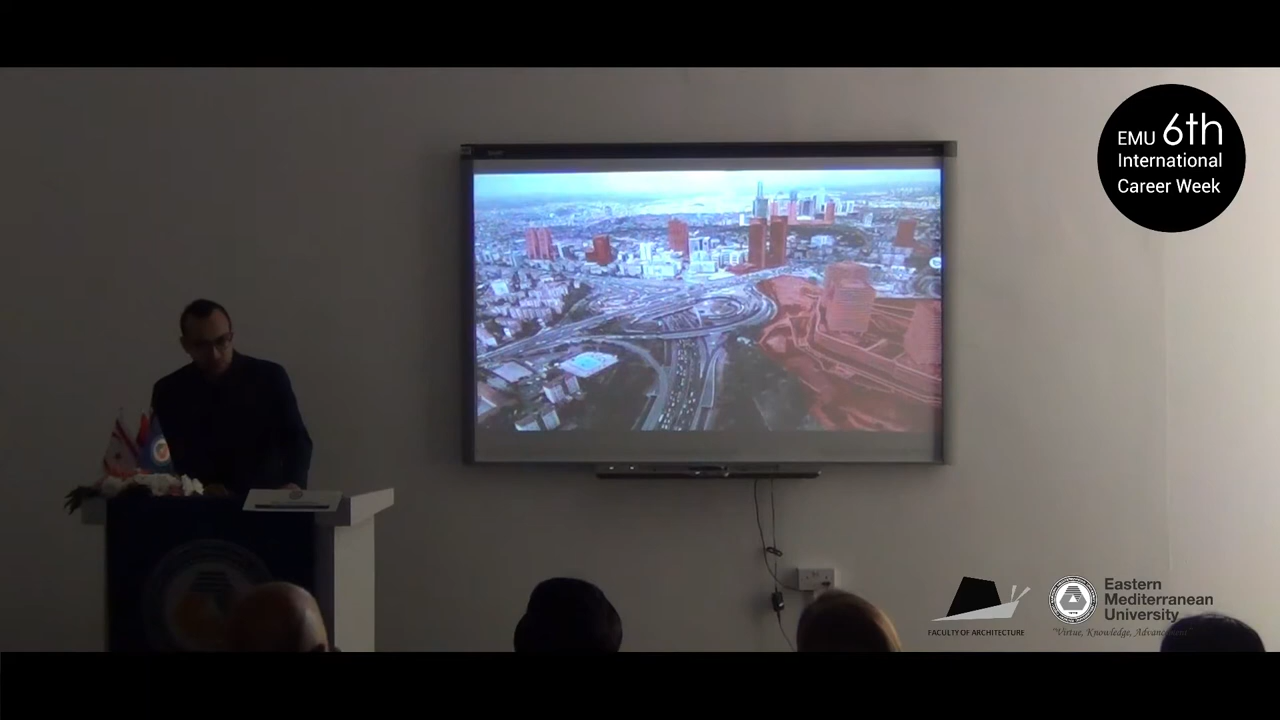 EMU 6th
International
Career Week
FACULTY OF ARCHITECTURE
Eastern
Mediterranean
University
"Virtue, Knowledge, Advancement"